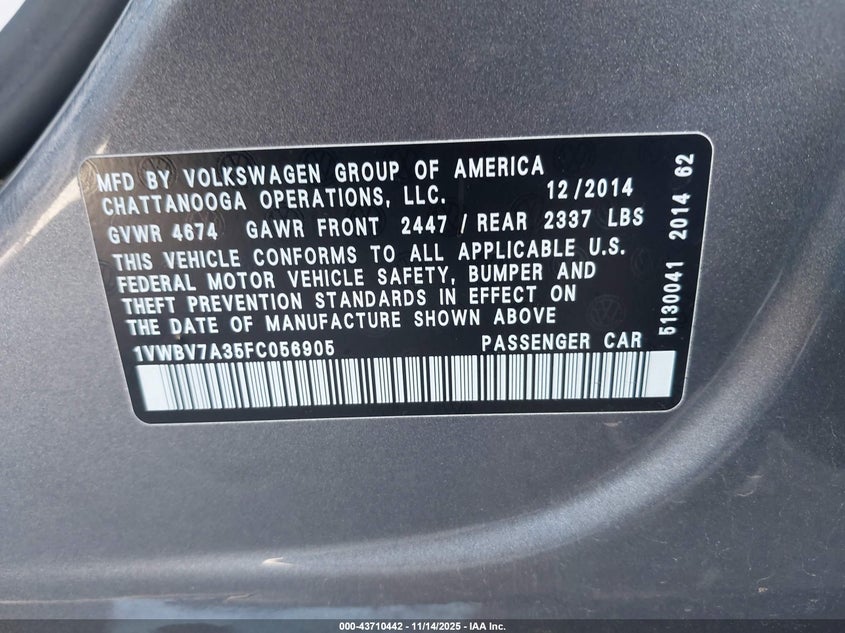 MFD BY VOLKSWAGEN GROUP OF AMERICA
CHATTANOOGA OPERATIONS, LLC. 12/2014
GVWR 4674 GAWR FRONT 2447 / REAR 2337 LBS
THIS VEHICLE CONFORMS TO ALL APPLICABLE U.S.
FEDERAL MOTOR VEHICLE SAFETY, BUMPER AND
THEFT PREVENTION STANDARDS IN EFFECT ON
THE DATE OF MANUFACTURE SHOWN ABOVE
1VWBV7A35FC056905 PASSENGER CAR
5130041 2014 62
000-43710442 - 11/14/2025 - IAA Inc.